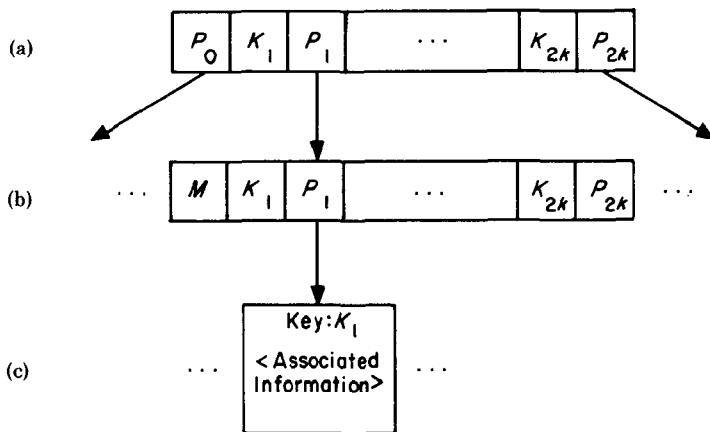 (a) P0 K1 P1 ··· K2k P2k
(b) ··· M K1 P1 ··· K2k P2k ···
Key:K1
(c) ··· <Associated ···
Information>